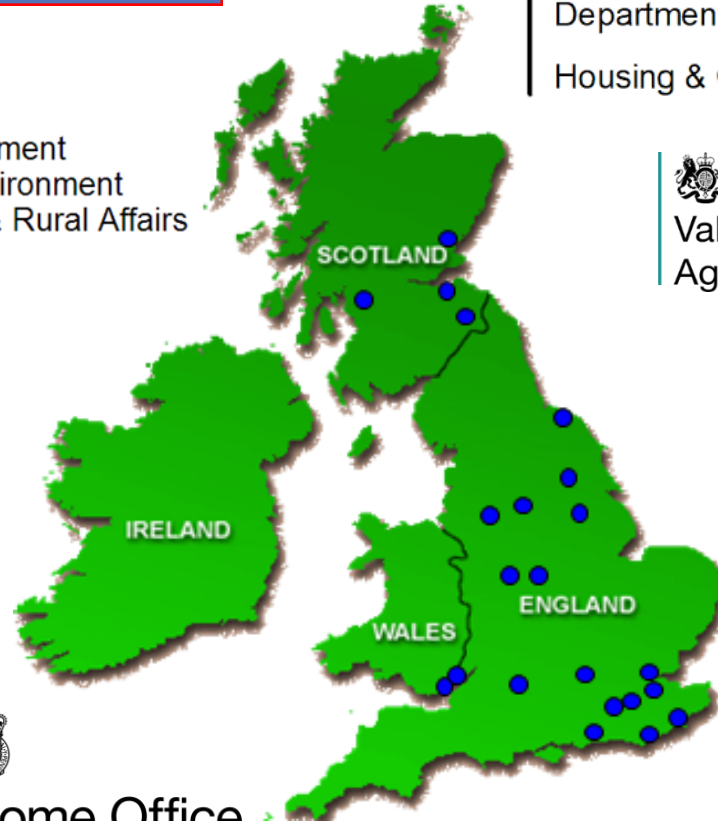 Departmen
Housing &
ment
ironment
& Rural Affairs
Val
Ag
SCOTLAND
IRELAND
ENGLAND
WALES
ome Office